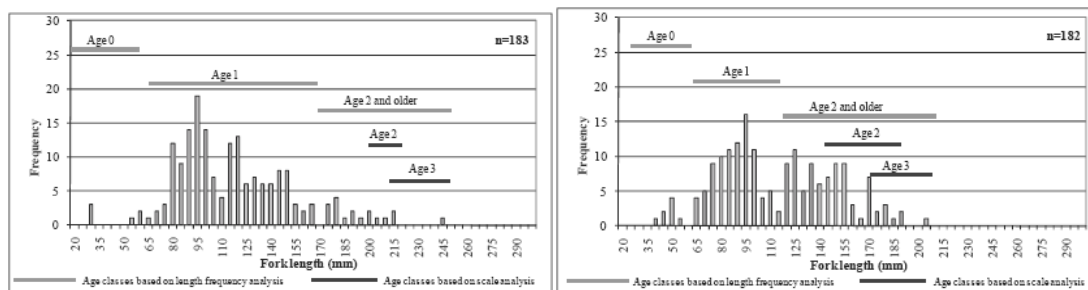 30
25
20
15
10
5
0
Frequency
n=183
Age 0
Age 1
Age 2 and older
Age 2
Age 3
20 35 50 65 80 95 110 125 140 155 170 185 200 215 230 245 260 275 290
Fork length (mm)
Age classes based on length frequency analysis Age classes based on scale analysis
30
25
20
15
10
5
0
Frequency
n=182
Age 0
Age 1
Age 2 and older
Age 2
Age 3
20 35 50 65 80 95 110 125 140 155 170 185 200 215 230 245 260 275 290
Fork length (mm)
Age classes based on length frequency analysis Age classes based on scale analysis